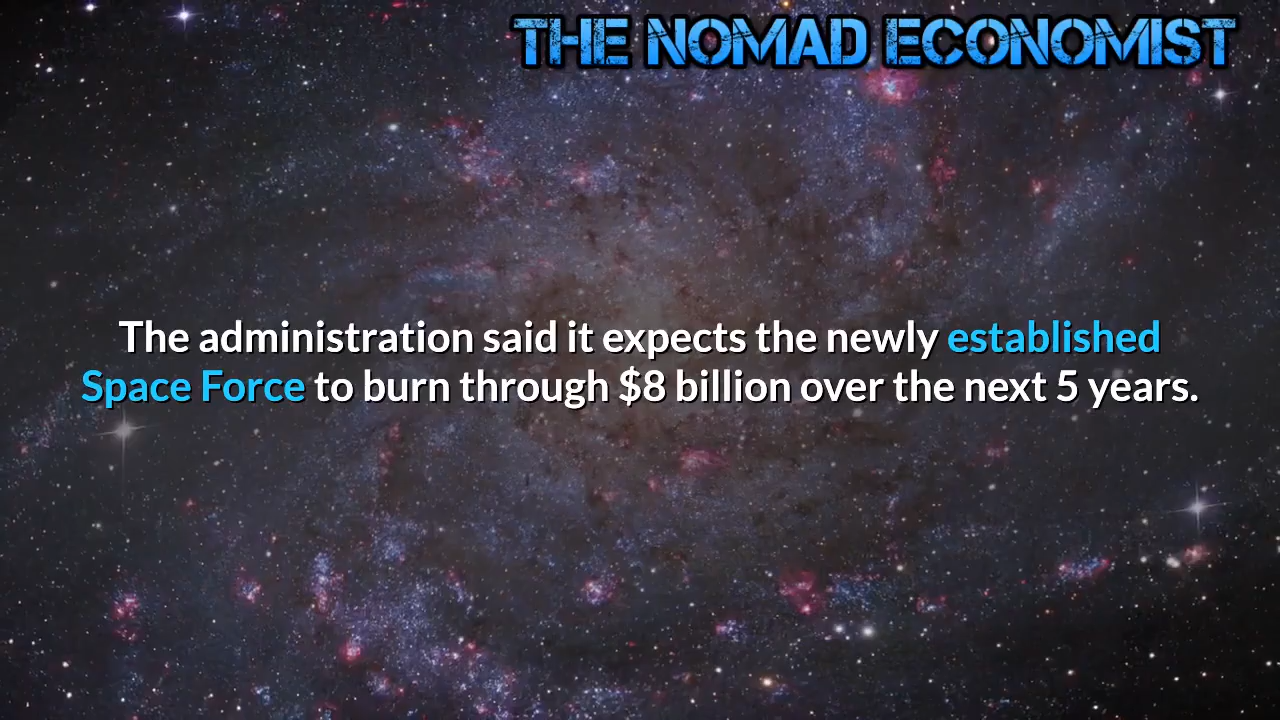 THE NOMAD ECONOMIST
The administration said it expects the newly established
Space Force to burn through $8 billion over the next 5 years.